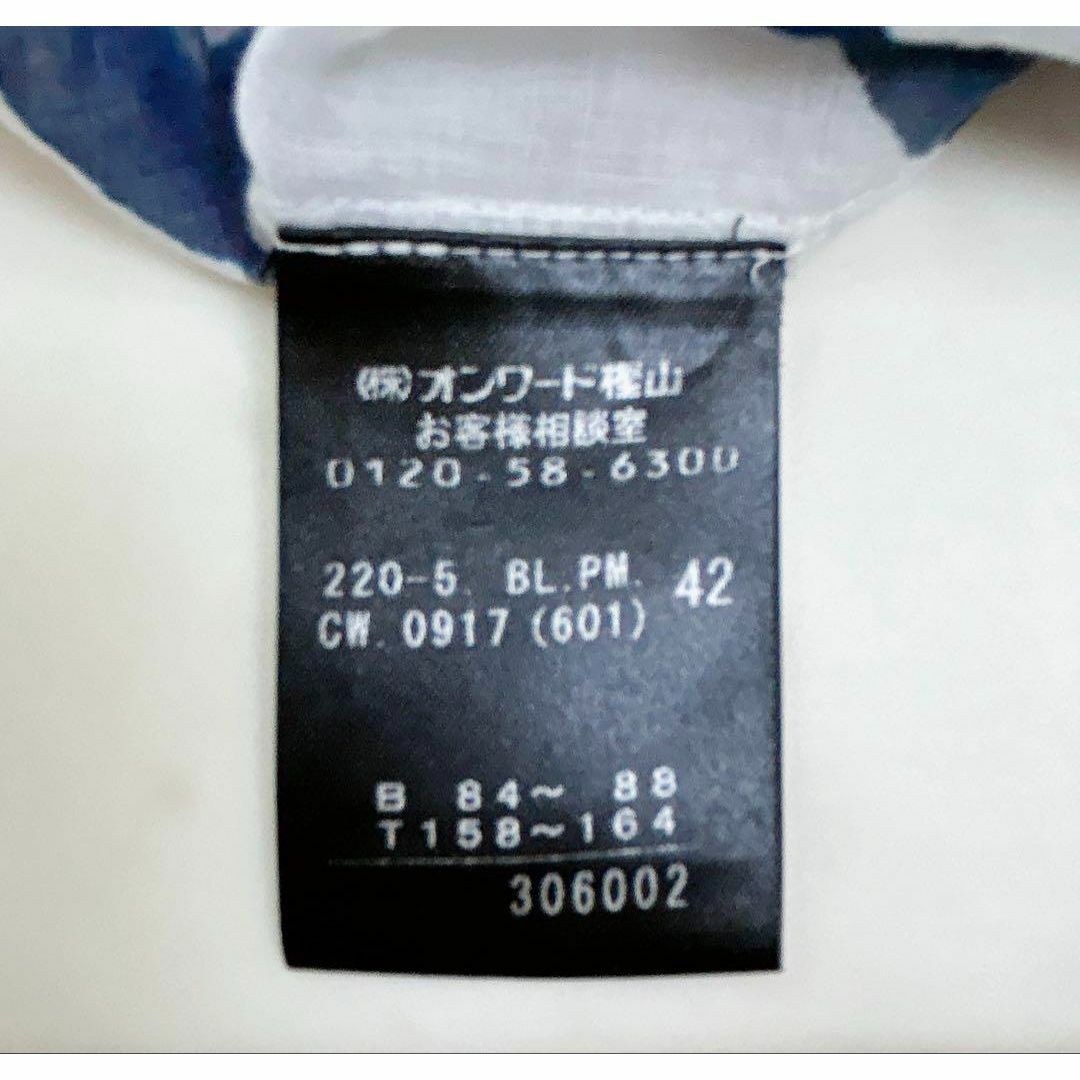 (株)オンワード樫山
お客様相談室
0120-58-6300
220-5. BL.PM. 42
CW.0917(601)
B 84~ 88
T158~164
306002